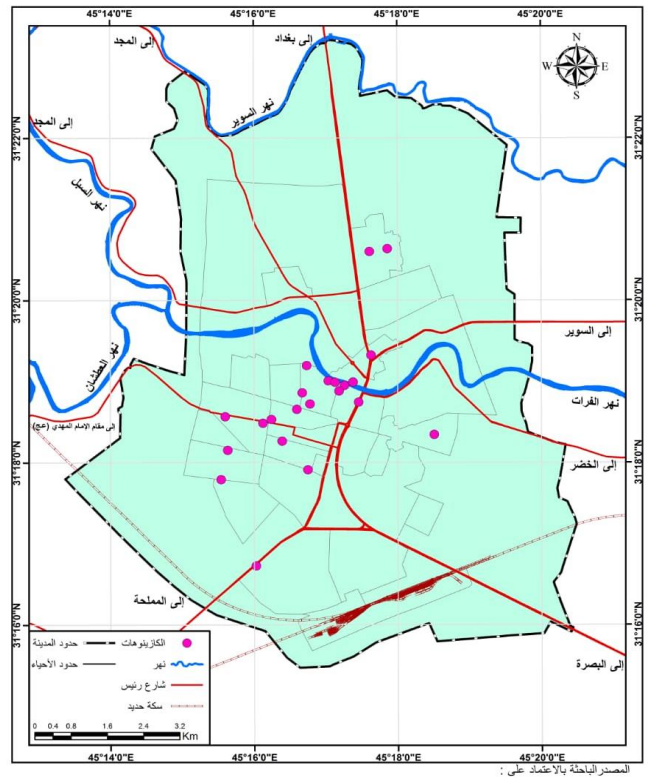 45°14'0"E 45°16'0"E 45°18'0"E 45°20'0"E
إلى المجد
إلى بغداد
N
W E
S
نهر السوير
إلى المجد
31°22'0"N
31°22'0"N
نهر السبل
31°20'0"N
31°20'0"N
إلى السوير
نهر العطشان
نهر الفرات
إلى مقام الإمام المهدي (عج)
إلى الخضر
31°18'0"N
31°18'0"N
إلى المملحة
31°16'0"N
31°16'0"N
إلى البصرة
الكازينوهات
حدود المدينة
نهر
حدود الأحياء
شارع رئيس
سكة حديد
0 0.4 0.8 1.6 2.4 3.2
Km
45°14'0"E 45°16'0"E 45°18'0"E 45°20'0"E
المصدر:الباحثة بالاعتماد على :